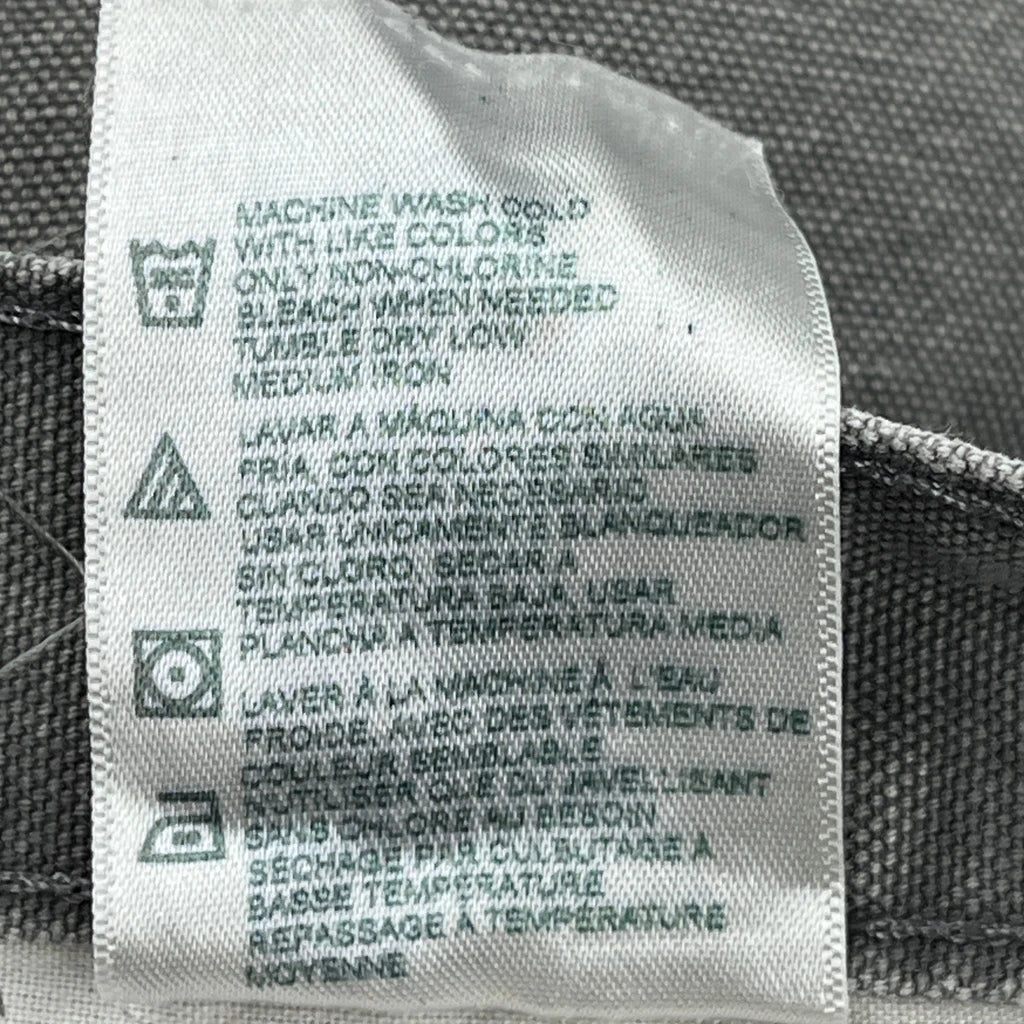 MACHINE WASH COLD
WITH LIKE COLORS
ONLY NON-CHLORINE
BLEACH WHEN NEEDED
TUMBLE DRY LOW
MEDIUM IRON
LAVAR A MÁQUINA CON AGUA
FRIA, CON COLORES SIMILARES
CUANDO SEA NECESSARIO
USAR ÚNICAMENTE BLANQUEADOR
SIN CLORO, SECAR A
TEMPERATURA BAJA, USAR
PLANCHA A TEMPERATURA MEDIA
LAVER À LA MACHINE À L'EAU
FROIDE, AVEC DES VÊTEMENTS DE
COULEUR SEMBLABLE
N'UTILISER QUE DU JAVELLISANT
SANS CHLORE AU BESOIN
SÉCHAGE PAR CULBUTAGE À
BASSE TEMPÉRATURE
REPASSAGE À TEMPÉRATURE
MOYENNE